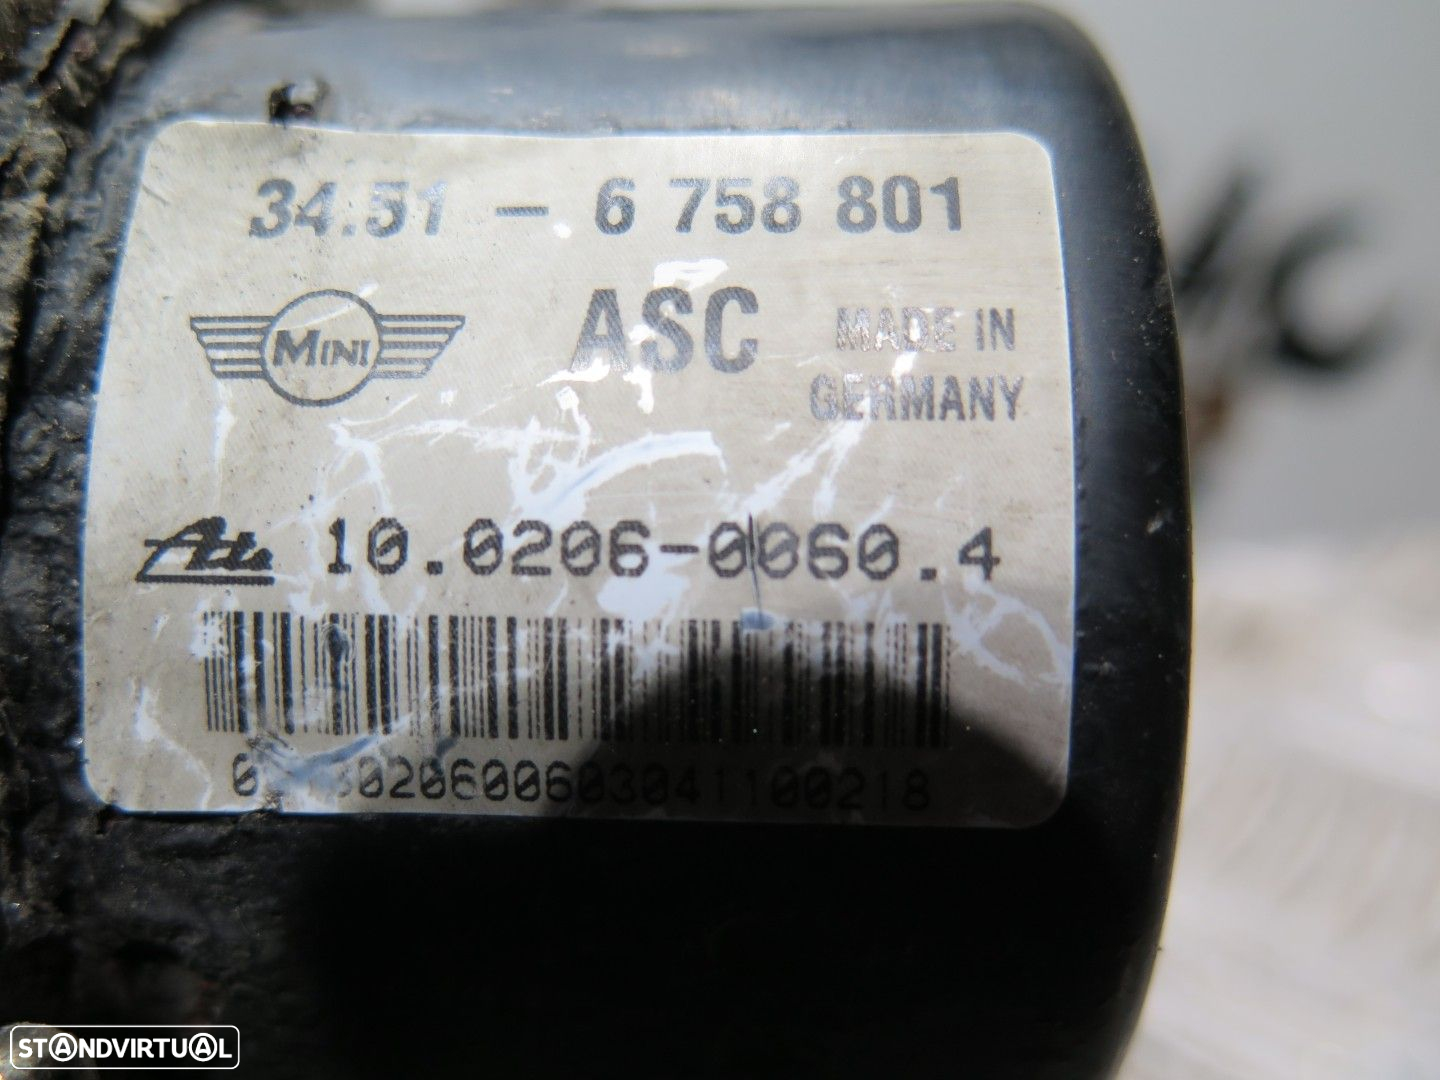 34.51 – 6 758 801
MINI
ASC
MADE IN
GERMANY
Ate 10.0206-0060.4
STANDVIRTUAL